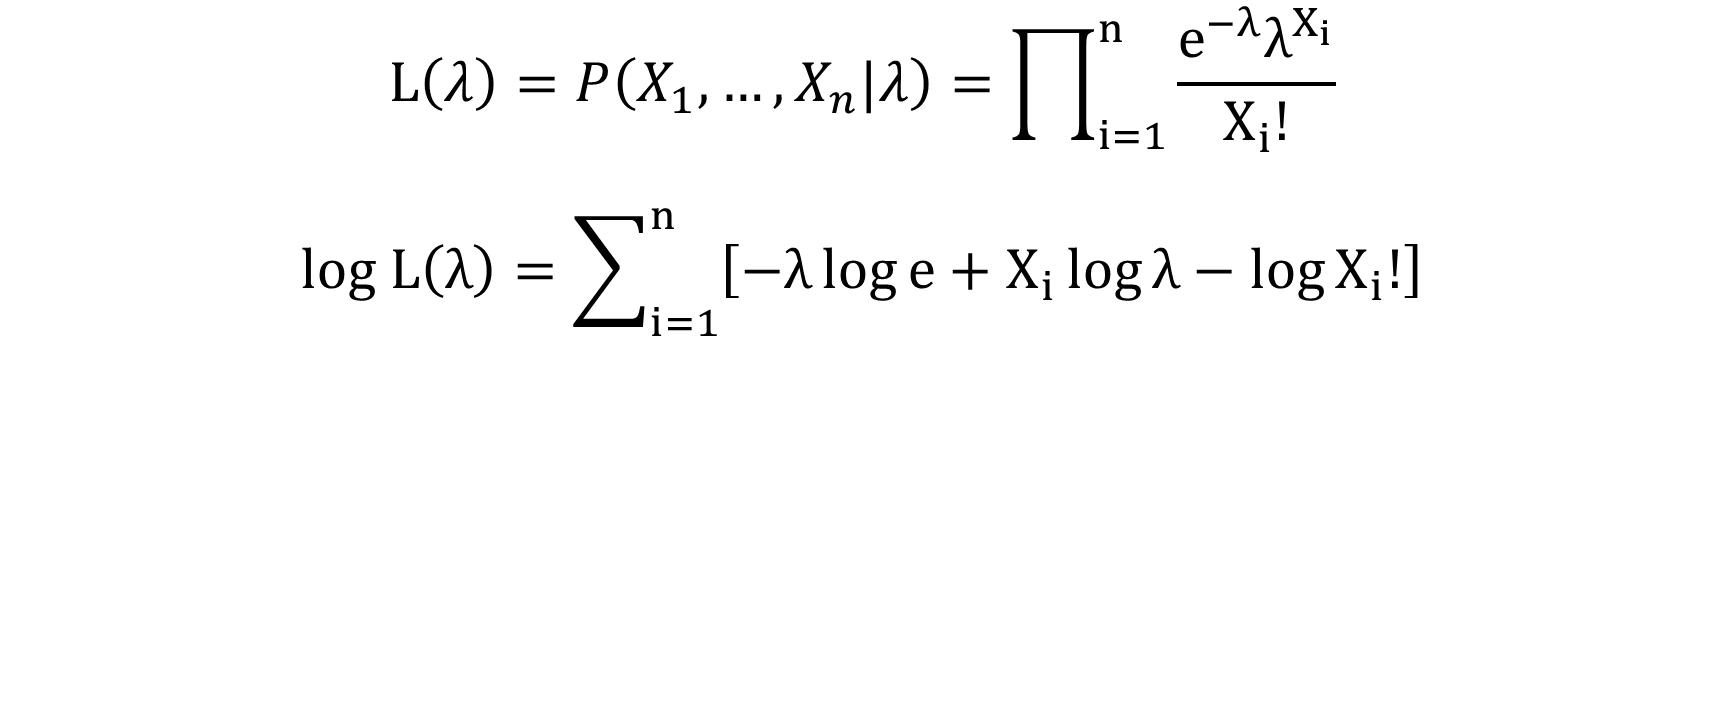 L(λ) = P(X₁, … , Xₙ|λ) = ∏ⁿᵢ₌₁ e^(−λ)λ^(Xᵢ) / Xᵢ!
log L(λ) = ∑ⁿᵢ₌₁ [−λ log e + Xᵢ log λ − log Xᵢ!]